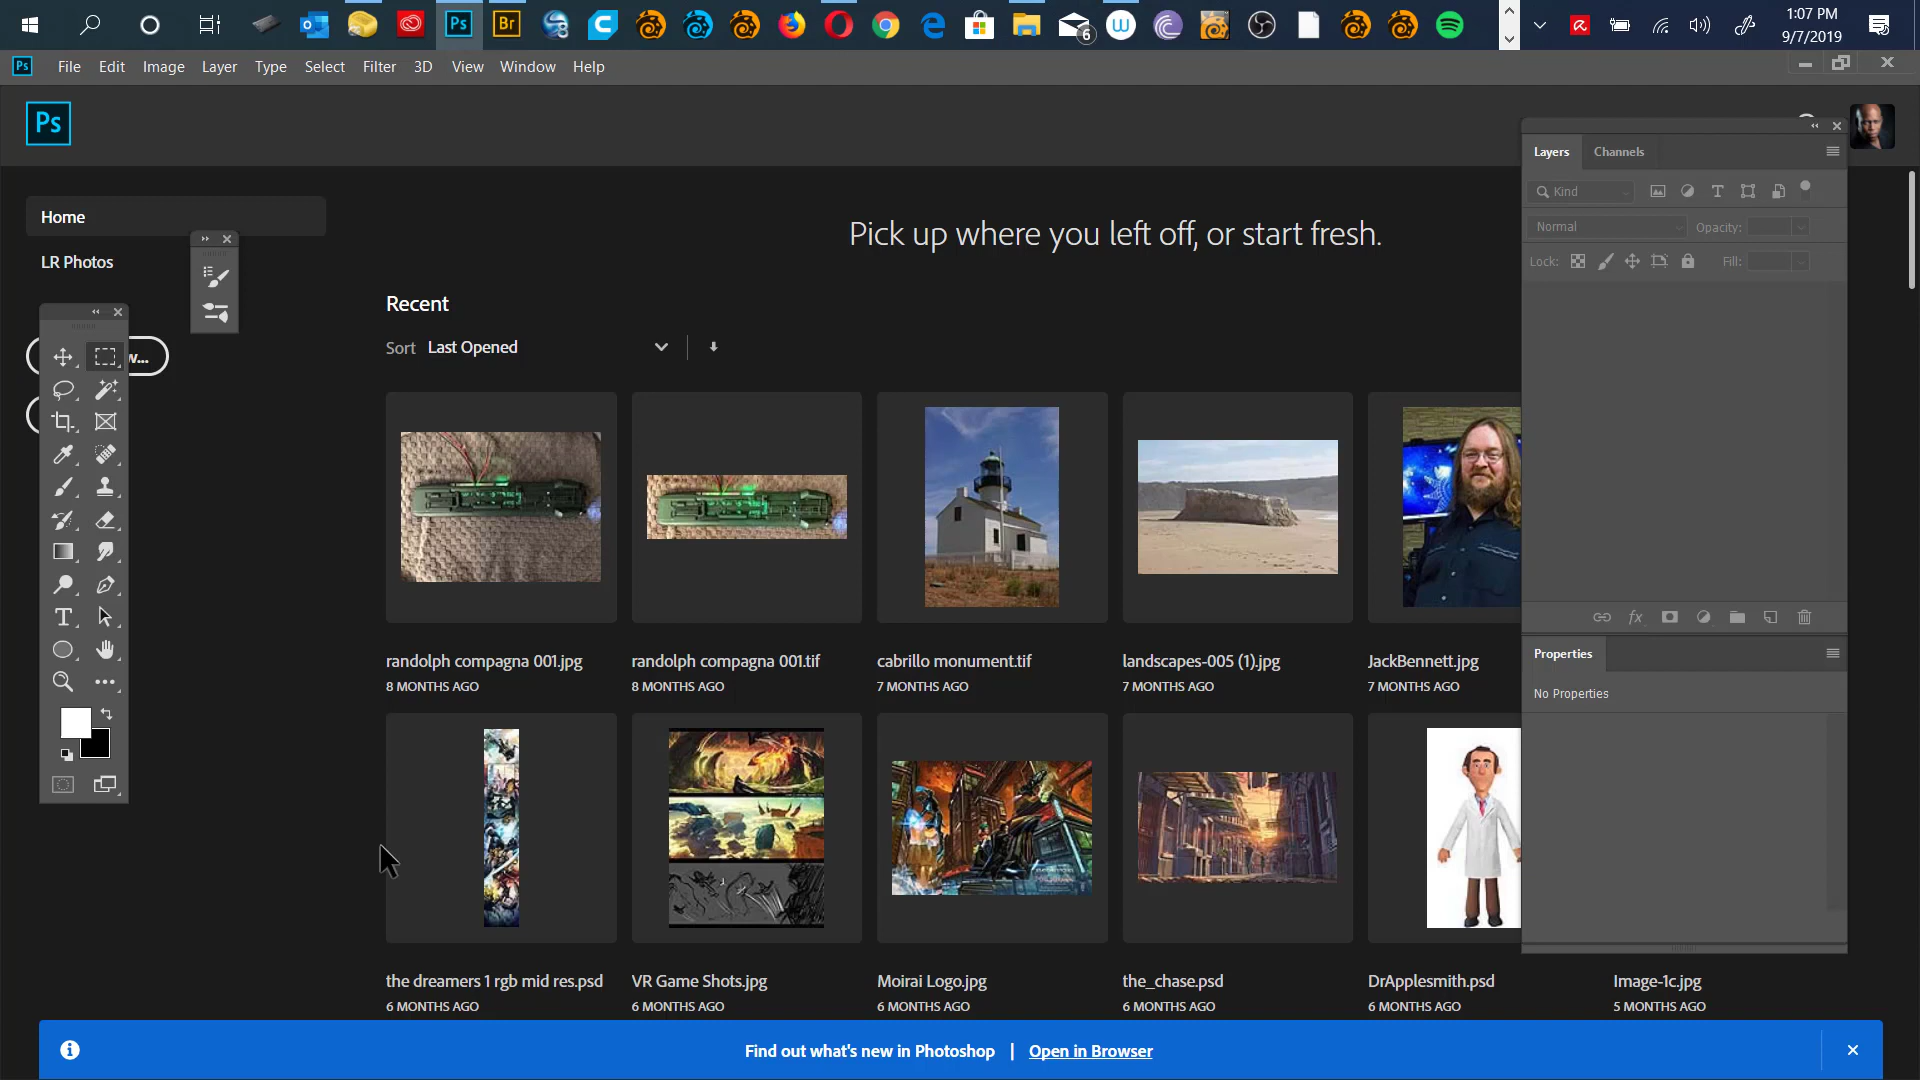 Ps
Br
6
W
1:07 PM
9/7/2019
Ps
File Edit Image Layer Type Select Filter 3D View Window Help
Ps
Home
LR Photos
w...
Pick up where you left off, or start fresh.
Recent
Sort Last Opened
randolph compagna 001.jpg
8 MONTHS AGO
randolph compagna 001.tif
8 MONTHS AGO
cabrillo monument.tif
7 MONTHS AGO
landscapes-005 (1).jpg
7 MONTHS AGO
JackBennett.jpg
7 MONTHS AGO
the dreamers 1 rgb mid res.psd
6 MONTHS AGO
VR Game Shots.jpg
6 MONTHS AGO
Moirai Logo.jpg
6 MONTHS AGO
the_chase.psd
6 MONTHS AGO
DrApplesmith.psd
6 MONTHS AGO
Image-1c.jpg
5 MONTHS AGO
Layers Channels
Kind
Normal Opacity:
Lock: Fill:
fx
Properties
No Properties
Find out what's new in Photoshop | Open in Browser